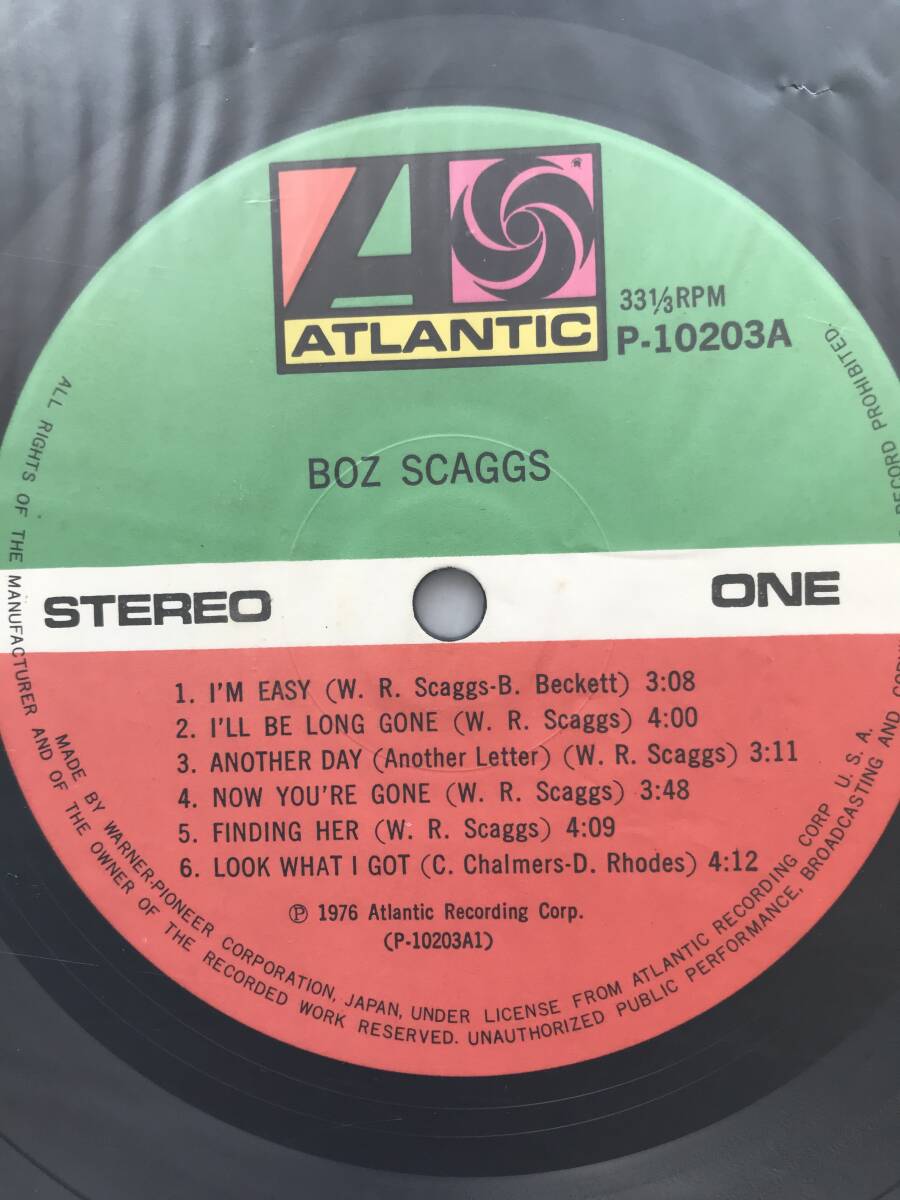 ATLANTIC
33⅓RPM
P-10203A
BOZ SCAGGS
STEREO
ONE
1. I'M EASY (W. R. Scaggs-B. Beckett) 3:08
2. I'LL BE LONG GONE (W. R. Scaggs) 4:00
3. ANOTHER DAY (Another Letter) (W. R. Scaggs) 3:11
4. NOW YOU'RE GONE (W. R. Scaggs) 3:48
5. FINDING HER (W. R. Scaggs) 4:09
6. LOOK WHAT I GOT (C. Chalmers-D. Rhodes) 4:12
℗ 1976 Atlantic Recording Corp.
(P-10203A1)
MADE BY WARNER-PIONEER CORPORATION, JAPAN, UNDER LICENSE FROM ATLANTIC RECORDING CORP. U. S. A.
ALL RIGHTS OF THE MANUFACTURER AND OF THE OWNER OF THE RECORDED WORK RESERVED. UNAUTHORIZED PUBLIC PERFORMANCE, BROADCASTING AND RECORD PROHIBITED.